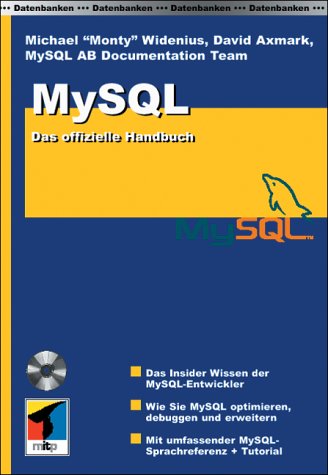 ••• Datenbanken ••• Datenbanken ••• Datenbanken ••• Datenbanken •••
Michael "Monty" Widenius, David Axmark,
MySQL AB Documentation Team
MySQL
Das offizielle Handbuch
MySQL™
Das Insider Wissen der
MySQL-Entwickler
Wie Sie MySQL optimieren,
debuggen und erweitern
Mit umfassender MySQL-
Sprachreferenz + Tutorial
mitp